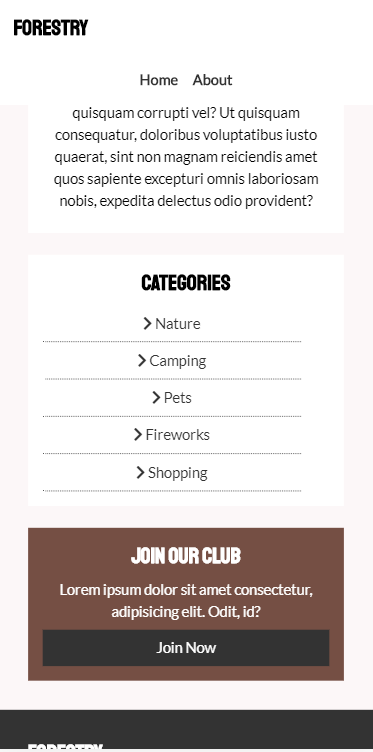 FORESTRY
Home About
quisquam corrupti vel? Ut quisquam
consequatur, doloribus voluptatibus iusto
quaerat, sint non magnam reiciendis amet
quos sapiente excepturi omnis laboriosam
nobis, expedita delectus odio provident?
CATEGORIES
Nature
Camping
Pets
Fireworks
Shopping
JOIN OUR CLUB
Lorem ipsum dolor sit amet consectetur,
adipisicing elit. Odit, id?
Join Now
FORESTRY